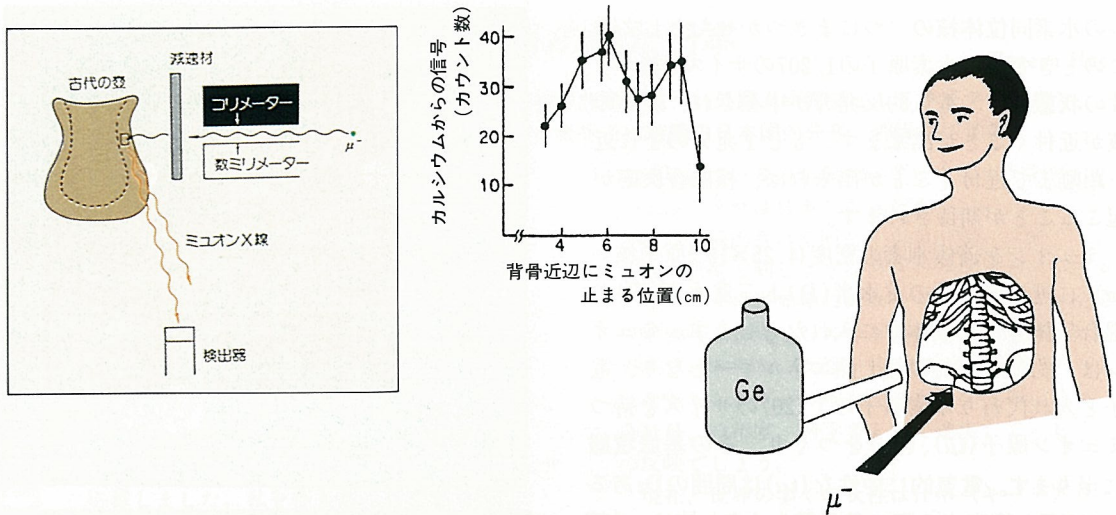 古代の壺
減速材
コリメーター
数ミリメーター
μ⁻
ミュオンX線
検出器
カルシウムからの信号
(カウント数)
40
30
20
10
4
6
8
10
背骨近辺にミュオンの
止まる位置(cm)
Ge
μ⁻